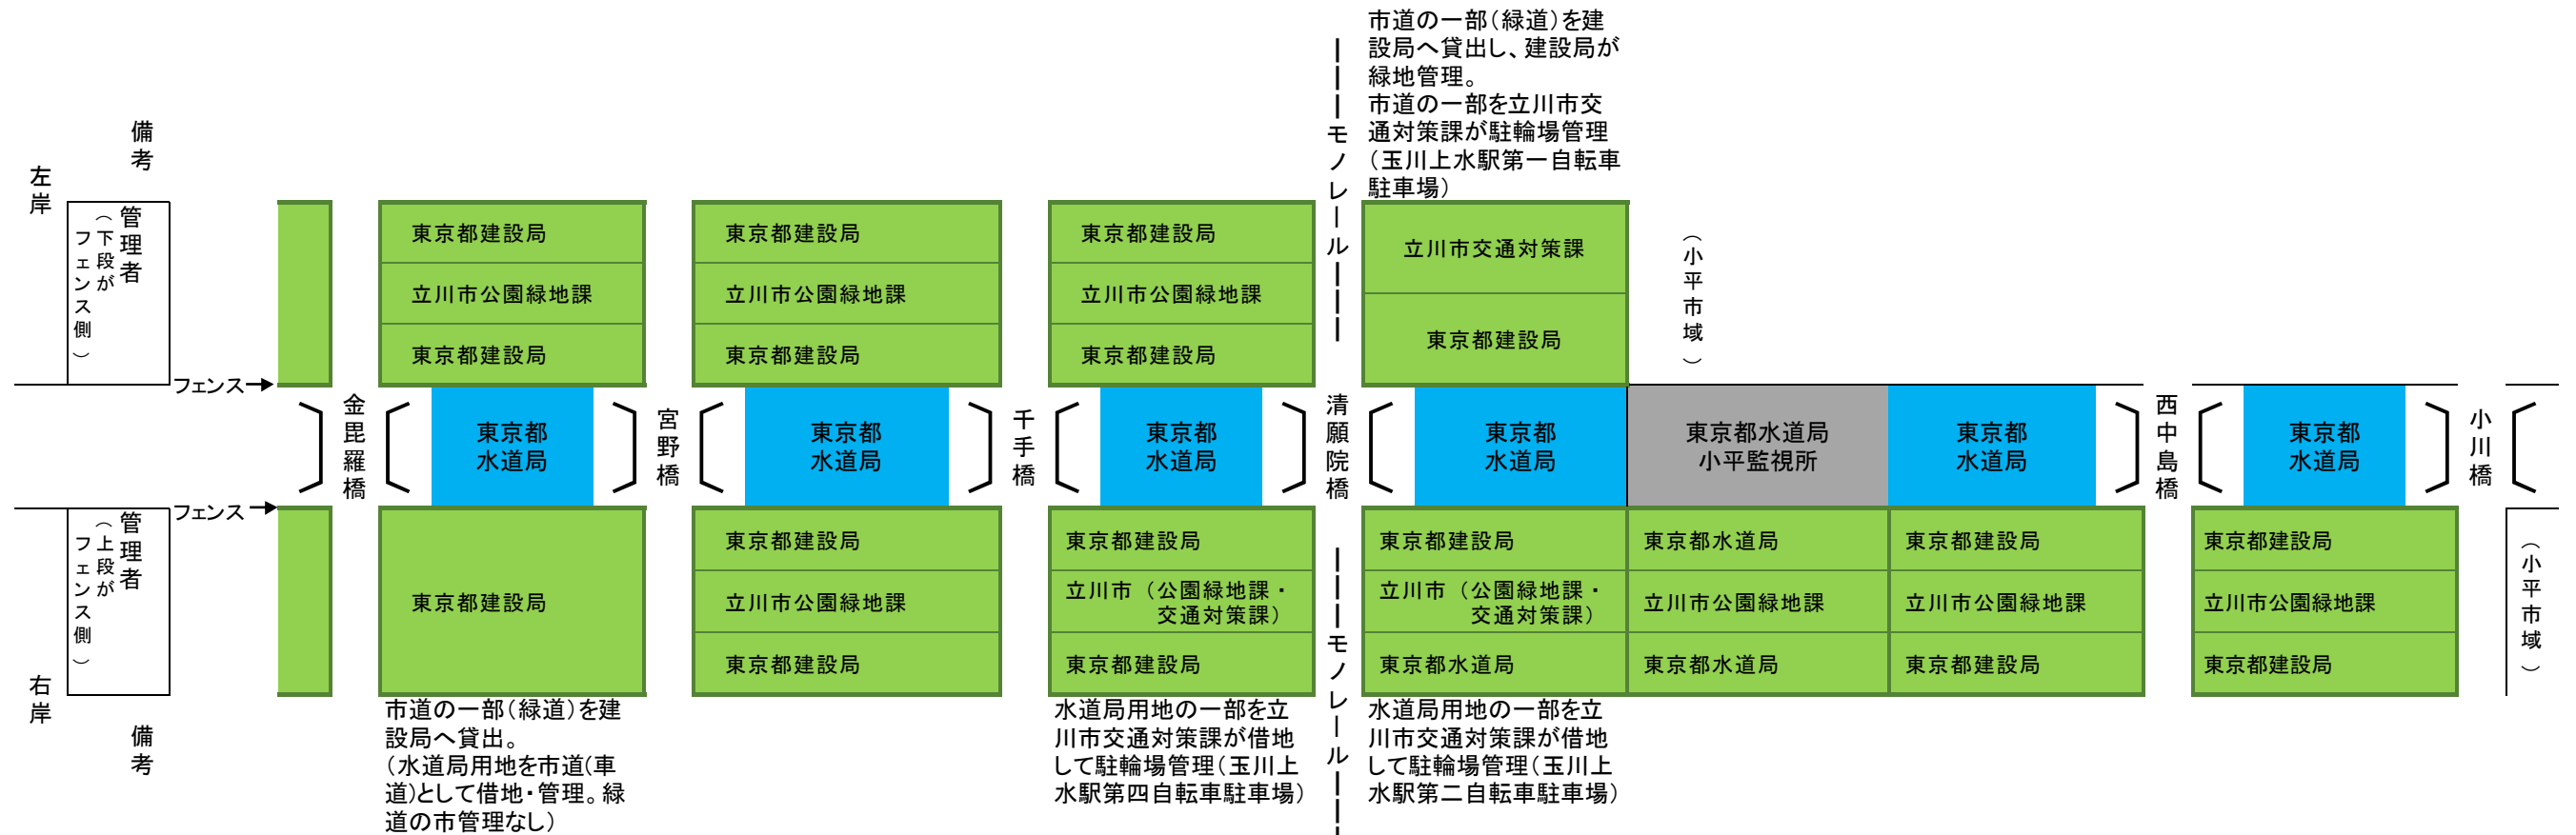 市道の一部（緑道）を建
設局へ貸出し、建設局が
緑地管理。
市道の一部を立川市交
通対策課が駐輪場管理
（玉川上水駅第一自転車
駐車場）
備考
左岸
管理者
（下段が
フェンス側）
モノレール
東京都建設局
立川市公園緑地課
東京都建設局
東京都建設局
立川市公園緑地課
東京都建設局
東京都建設局
立川市公園緑地課
東京都建設局
立川市交通対策課
東京都建設局
（小平市域）
フェンス
金毘羅橋
東京都
水道局
宮野橋
東京都
水道局
千手橋
東京都
水道局
清願院橋
東京都
水道局
東京都水道局
小平監視所
東京都
水道局
西中島橋
東京都
水道局
小川橋
フェンス
管理者
（上段が
フェンス側）
右岸
備考
東京都建設局
東京都建設局
立川市公園緑地課
東京都建設局
東京都建設局
立川市（公園緑地課・
交通対策課）
東京都建設局
モノレール
東京都建設局
立川市（公園緑地課・
交通対策課）
東京都水道局
東京都水道局
立川市公園緑地課
東京都水道局
東京都建設局
立川市公園緑地課
東京都建設局
東京都建設局
立川市公園緑地課
東京都建設局
（小平市域）
市道の一部（緑道）を建
設局へ貸出。
（水道局用地を市道（車
道）として借地・管理。緑
道の市管理なし）
水道局用地の一部を立
川市交通対策課が借地
して駐輪場管理（玉川上
水駅第四自転車駐車場）
水道局用地の一部を立
川市交通対策課が借地
して駐輪場管理（玉川上
水駅第二自転車駐車場）